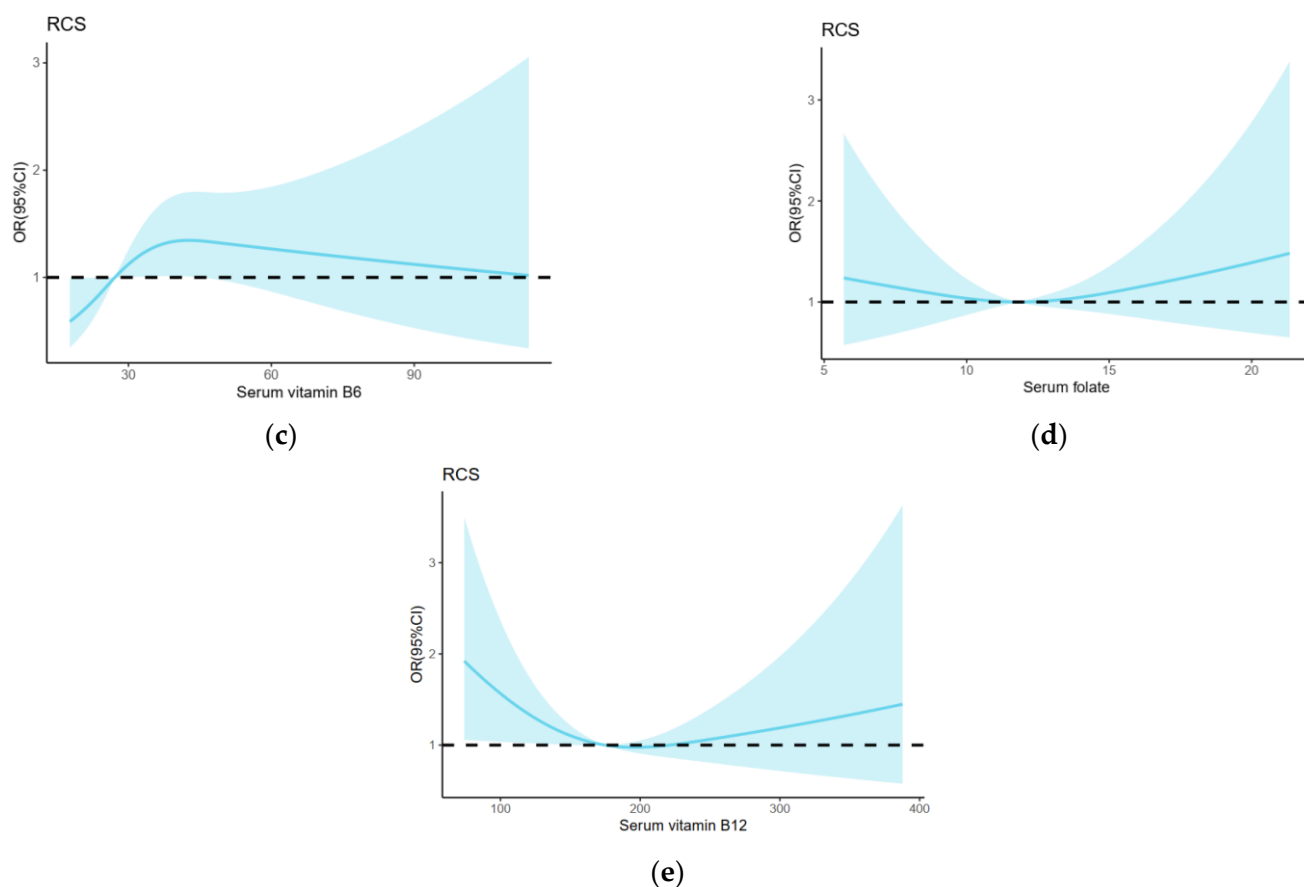 RCS
3
2
1
OR(95%CI)
30
60
90
Serum vitamin B6
(c)
RCS
3
2
1
OR(95%CI)
5
10
15
20
Serum folate
(d)
RCS
3
2
1
OR(95%CI)
100
200
300
400
Serum vitamin B12
(e)